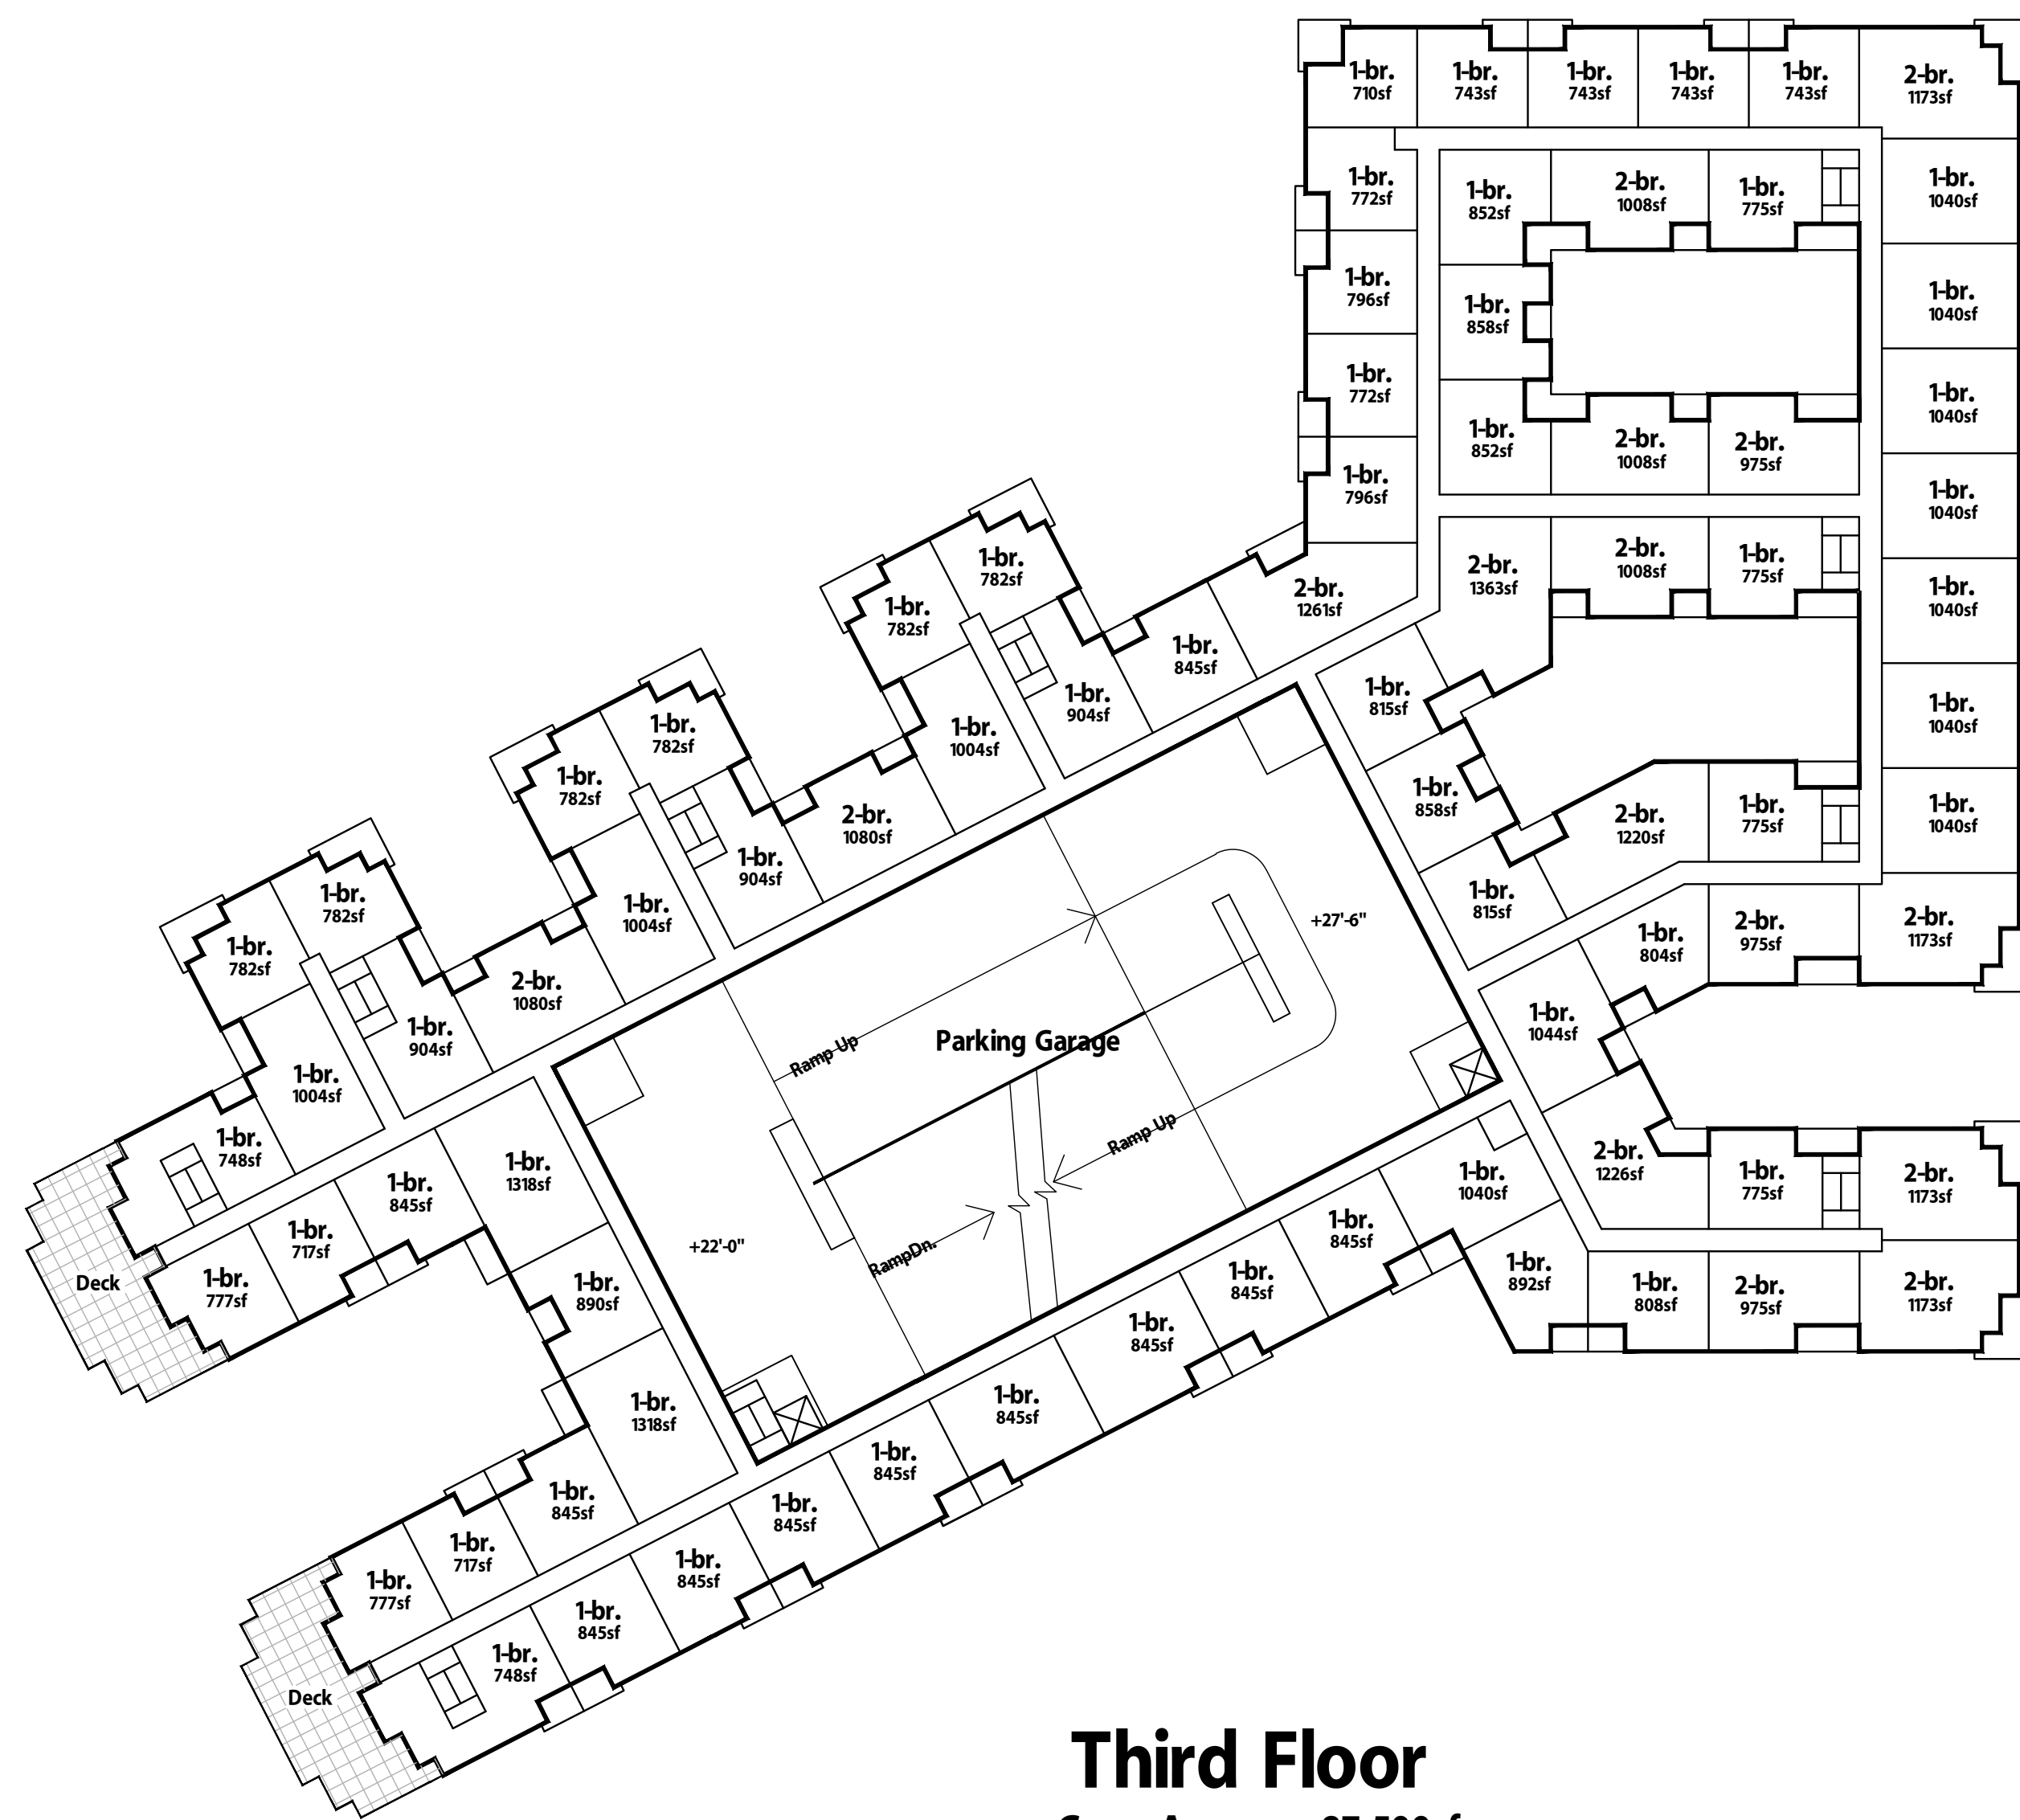 1-br.
710sf
1-br.
743sf
1-br.
743sf
1-br.
743sf
1-br.
743sf
2-br.
1173sf
1-br.
772sf
1-br.
852sf
2-br.
1008sf
1-br.
775sf
1-br.
1040sf
1-br.
796sf
1-br.
858sf
1-br.
1040sf
1-br.
772sf
1-br.
852sf
2-br.
1008sf
2-br.
975sf
1-br.
1040sf
1-br.
796sf
1-br.
1040sf
1-br.
782sf
1-br.
782sf
1-br.
904sf
1-br.
845sf
2-br.
1261sf
2-br.
1363sf
2-br.
1008sf
1-br.
775sf
1-br.
1040sf
1-br.
782sf
1-br.
782sf
1-br.
904sf
2-br.
1080sf
1-br.
1004sf
1-br.
815sf
1-br.
1040sf
1-br.
858sf
2-br.
1220sf
1-br.
775sf
1-br.
1040sf
1-br.
782sf
1-br.
782sf
1-br.
904sf
2-br.
1080sf
1-br.
1004sf
1-br.
815sf
1-br.
804sf
2-br.
975sf
2-br.
1173sf
+27'-6"
Parking Garage
Ramp Up
Ramp Up
RampDn.
+22'-0"
1-br.
1044sf
1-br.
1004sf
1-br.
748sf
1-br.
845sf
1-br.
1318sf
1-br.
717sf
1-br.
777sf
Deck
1-br.
890sf
1-br.
1318sf
1-br.
1040sf
2-br.
1226sf
1-br.
775sf
2-br.
1173sf
1-br.
845sf
1-br.
845sf
1-br.
845sf
1-br.
892sf
1-br.
808sf
2-br.
975sf
2-br.
1173sf
1-br.
845sf
1-br.
845sf
1-br.
845sf
1-br.
845sf
1-br.
845sf
1-br.
845sf
1-br.
717sf
1-br.
777sf
1-br.
748sf
Deck
Third Floor